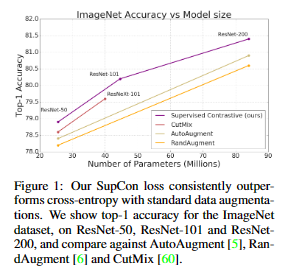 ImageNet Accuracy vs Model size
82.0
81.5
81.0
80.5
80.0
79.5
79.0
78.5
78.0
Top-1 Accuracy
ResNet-200
ResNet-101
ResNeXt-101
ResNet-50
Supervised Contrastive (ours)
CutMix
AutoAugment
RandAugment
20 30 40 50 60 70 80 90
Number of Parameters (Millions)
Figure 1: Our SupCon loss consistently outper-
forms cross-entropy with standard data augmenta-
tions. We show top-1 accuracy for the ImageNet
dataset, on ResNet-50, ResNet-101 and ResNet-
200, and compare against AutoAugment [5], Ran-
dAugment [6] and CutMix [60].